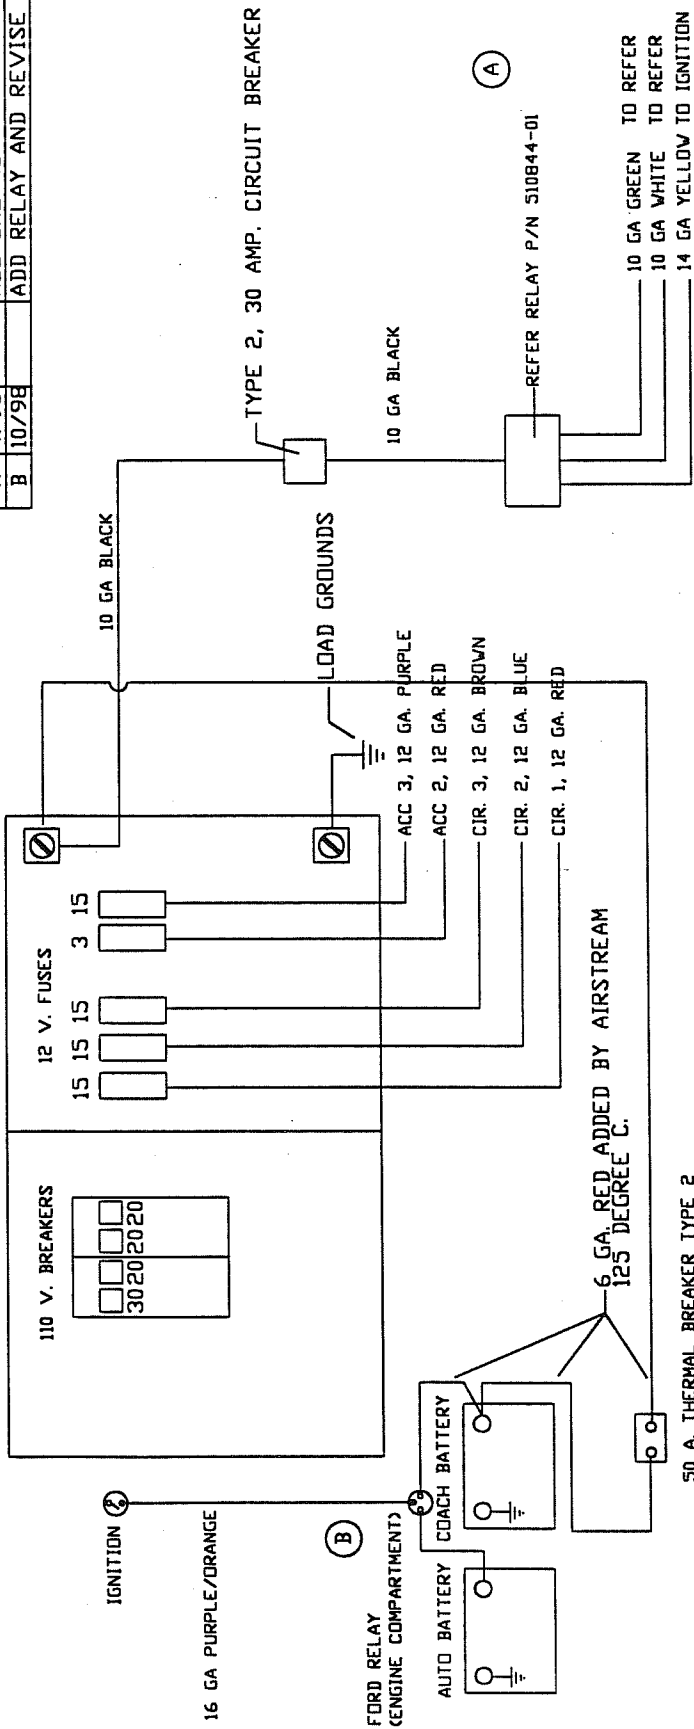 ADD RELAY AND REVISE
B 10/98
110 V. BREAKERS
30 20 20 20
12 V. FUSES
15 15 15 3 15
10 GA BLACK
TYPE 2, 30 AMP. CIRCUIT BREAKER
10 GA BLACK
A
REFER RELAY P/N 510844-01
10 GA GREEN TO REFER
10 GA WHITE TO REFER
14 GA YELLOW TO IGNITION
LOAD GROUNDS
ACC 3, 12 GA. PURPLE
ACC 2, 12 GA. RED
CIR. 3, 12 GA. BROWN
CIR. 2, 12 GA. BLUE
CIR. 1, 12 GA. RED
IGNITION
16 GA PURPLE/ORANGE
B
FORD RELAY
(ENGINE COMPARTMENT)
AUTO BATTERY
COACH BATTERY
6 GA. RED ADDED BY AIRSTREAM
125 DEGREE C.
50 A. THERMAL BREAKER TYPE 2